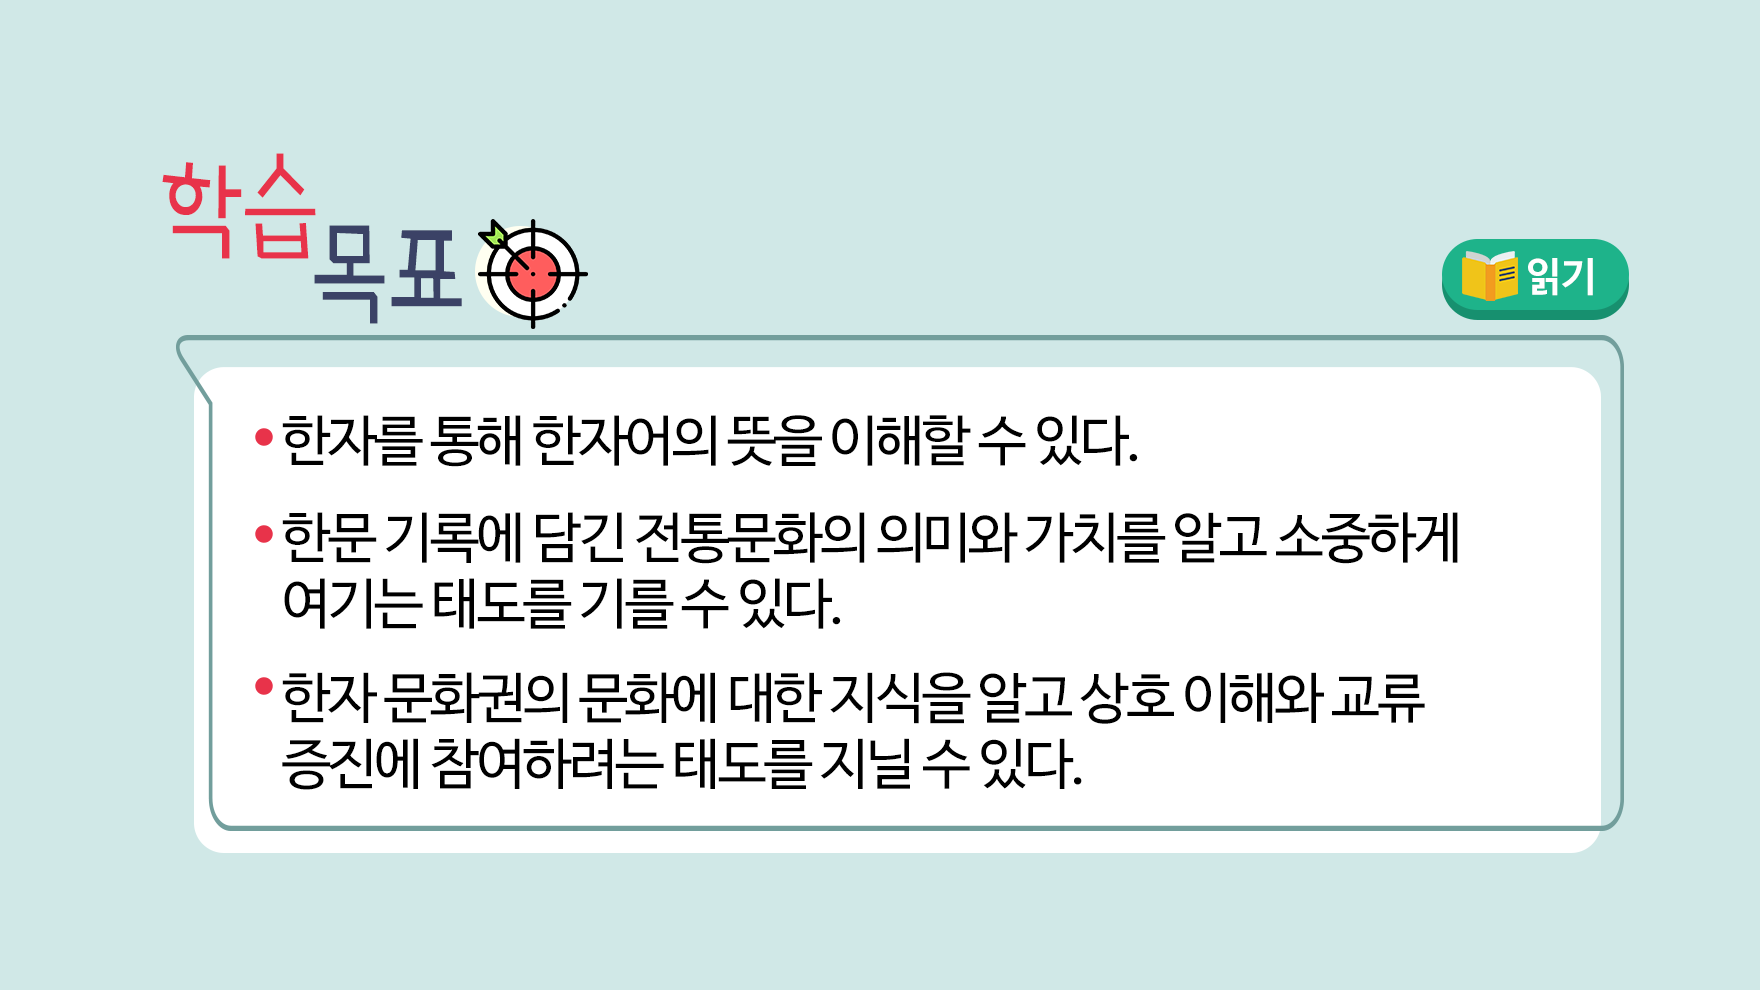 학습
목표
읽기
• 한자를 통해 한자어의 뜻을 이해할 수 있다.
• 한문 기록에 담긴 전통문화의 의미와 가치를 알고 소중하게
여기는 태도를 기를 수 있다.
• 한자 문화권의 문화에 대한 지식을 알고 상호 이해와 교류
증진에 참여하려는 태도를 지닐 수 있다.